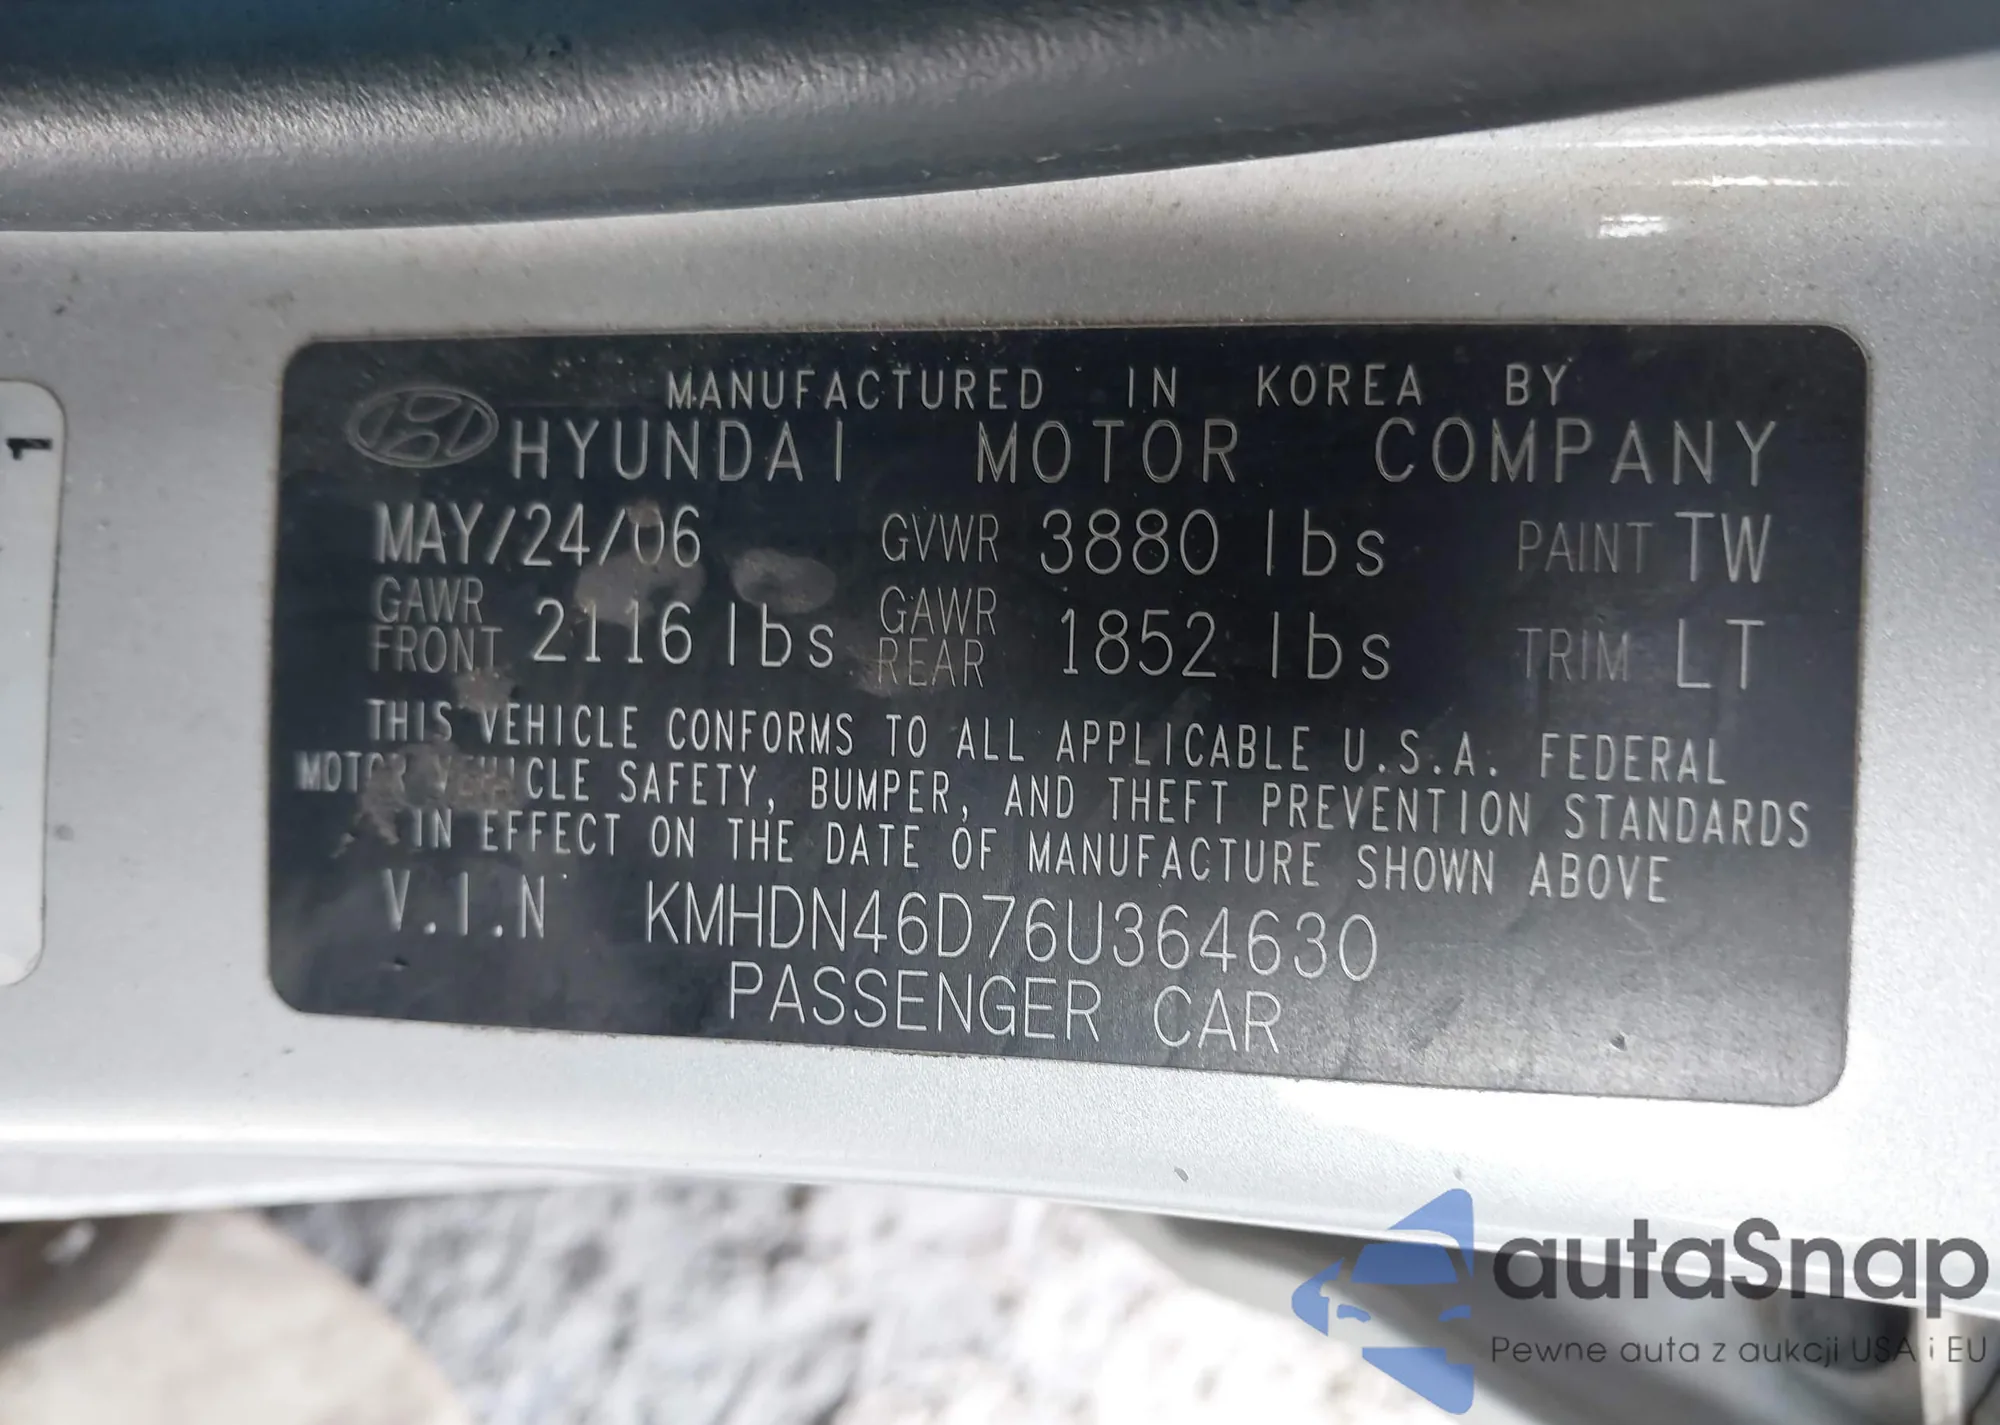 MANUFACTURED IN KOREA BY
HYUNDAI MOTOR COMPANY
MAY/24/06 GVWR 3880 lbs PAINT TW
GAWR FRONT 2116 lbs GAWR REAR 1852 lbs TRIM LT
THIS VEHICLE CONFORMS TO ALL APPLICABLE U.S.A. FEDERAL
MOTOR VEHICLE SAFETY, BUMPER, AND THEFT PREVENTION STANDARDS
IN EFFECT ON THE DATE OF MANUFACTURE SHOWN ABOVE
V.I.N KMHDN46D76U364630
PASSENGER CAR
1
autaSnap
Pewne auta z aukcji USA i EU